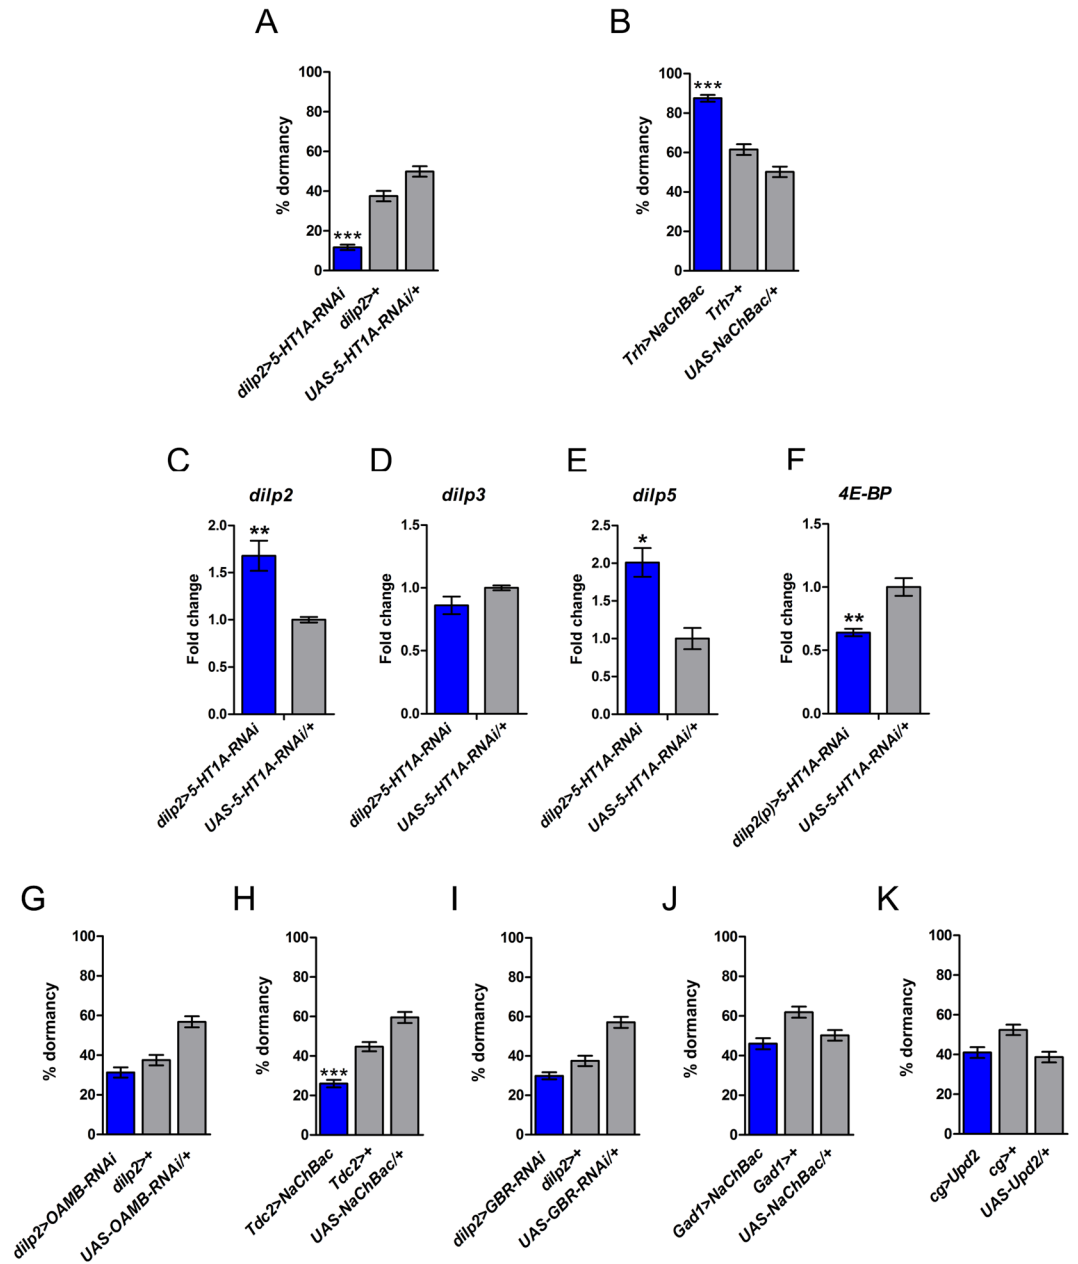 A
B
100
80
60
40
20
0
% dormancy
***
dilp2>5-HT1A-RNAi
dilp2>+
UAS-5-HT1A-RNAi/+
100
80
60
40
20
0
% dormancy
***
Trh>NaChBac
Trh>+
UAS-NaChBac/+
C
D
E
F
dilp2
2.0
1.5
1.0
0.5
0.0
Fold change
**
dilp2>5-HT1A-RNAi
UAS-5-HT1A-RNAi/+
dilp3
1.5
1.0
0.5
0.0
Fold change
dilp2>5-HT1A-RNAi
UAS-5-HT1A-RNAi/+
dilp5
2.5
2.0
1.5
1.0
0.5
0.0
Fold change
*
dilp2>5-HT1A-RNAi
UAS-5-HT1A-RNAi/+
4E-BP
1.5
1.0
0.5
0.0
Fold change
**
dilp2(p)>5-HT1A-RNAi
UAS-5-HT1A-RNAi/+
G
H
I
J
K
100
80
60
40
20
0
% dormancy
dilp2>OAMB-RNAi
dilp2>+
UAS-OAMB-RNAi/+
100
80
60
40
20
0
% dormancy
***
Tdc2>NaChBac
Tdc2>+
UAS-NaChBac/+
100
80
60
40
20
0
% dormancy
dilp2>GBR-RNAi
dilp2>+
UAS-GBR-RNAi/+
100
80
60
40
20
0
% dormancy
Gad1>NaChBac
Gad1>+
UAS-NaChBac/+
100
80
60
40
20
0
% dormancy
cg>Upd2
cg>+
UAS-Upd2/+